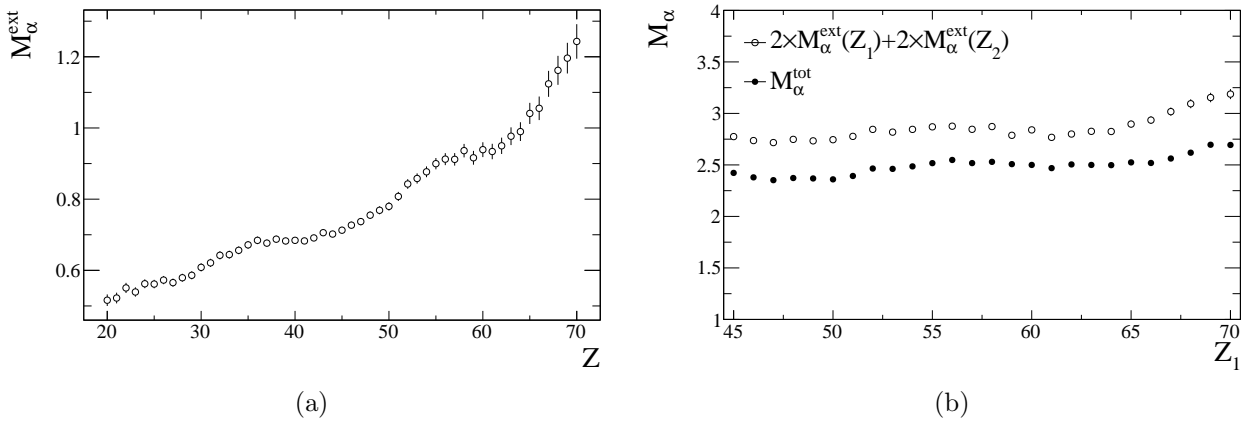 M_α^ext
1.2
1
0.8
0.6
20 30 40 50 60 70
Z
(a)
M_α
4
3.5
3
2.5
2
1.5
1
2×M_α^ext(Z_1)+2×M_α^ext(Z_2)
M_α^tot
45 50 55 60 65 70
Z_1
(b)